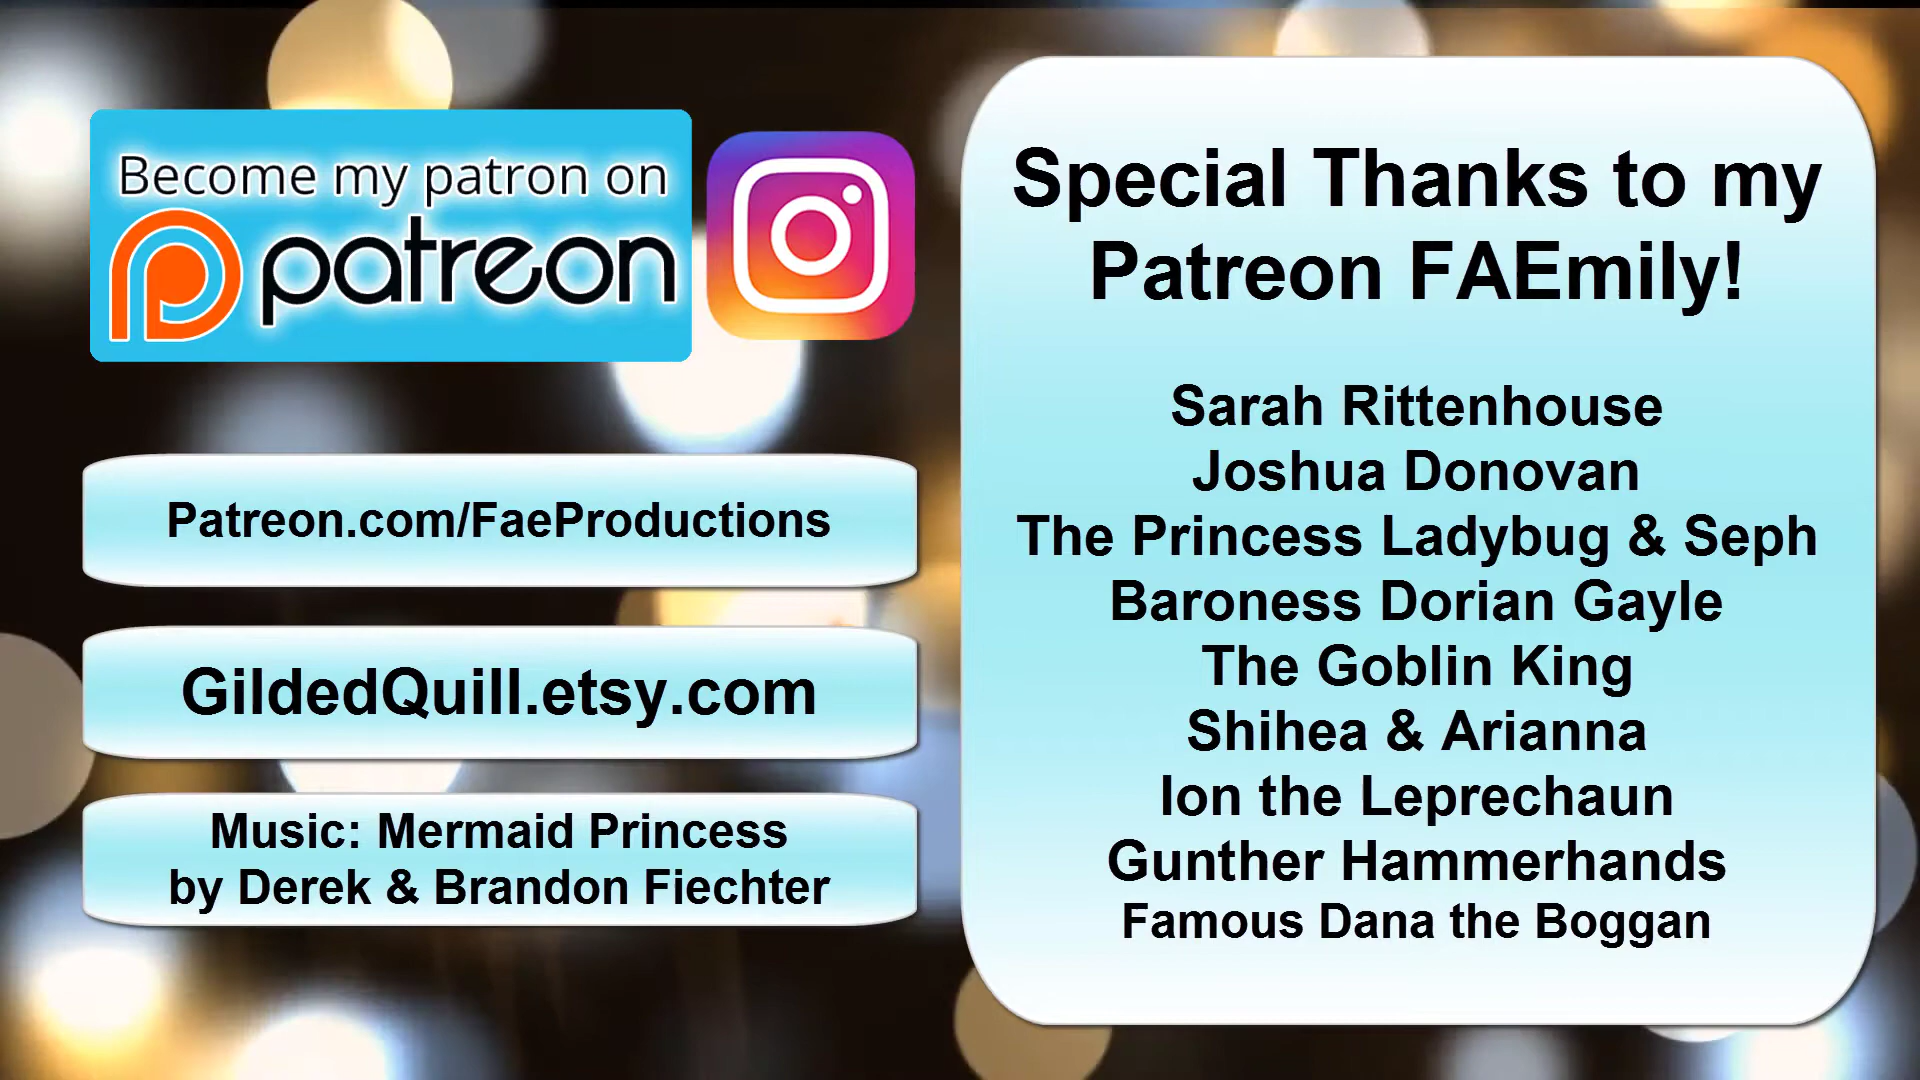 Become my patron on
patreon
Patreon.com/FaeProductions
GildedQuill.etsy.com
Music: Mermaid Princess
by Derek & Brandon Fiechter
Special Thanks to my
Patreon FAEmily!
Sarah Rittenhouse
Joshua Donovan
The Princess Ladybug & Seph
Baroness Dorian Gayle
The Goblin King
Shihea & Arianna
Ion the Leprechaun
Gunther Hammerhands
Famous Dana the Boggan